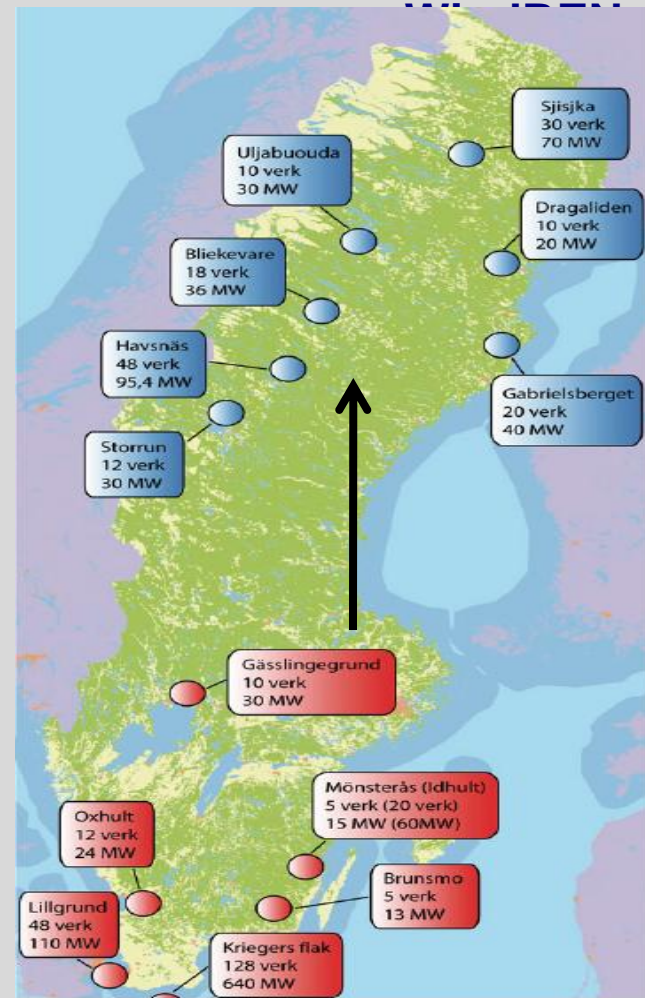 Sjisjka
30 verk
70 MW
Uljabuouda
10 verk
30 MW
Dragaliden
10 verk
20 MW
Bliekevare
18 verk
36 MW
Havsnäs
48 verk
95,4 MW
Gabrielsberget
20 verk
40 MW
Storrun
12 verk
30 MW
Gässlingegrund
10 verk
30 MW
Mönsterås (Idhult)
5 verk (20 verk)
15 MW (60MW)
Oxhult
12 verk
24 MW
Brunsmo
5 verk
13 MW
Lillgrund
48 verk
110 MW
Kriegers flak
128 verk
640 MW